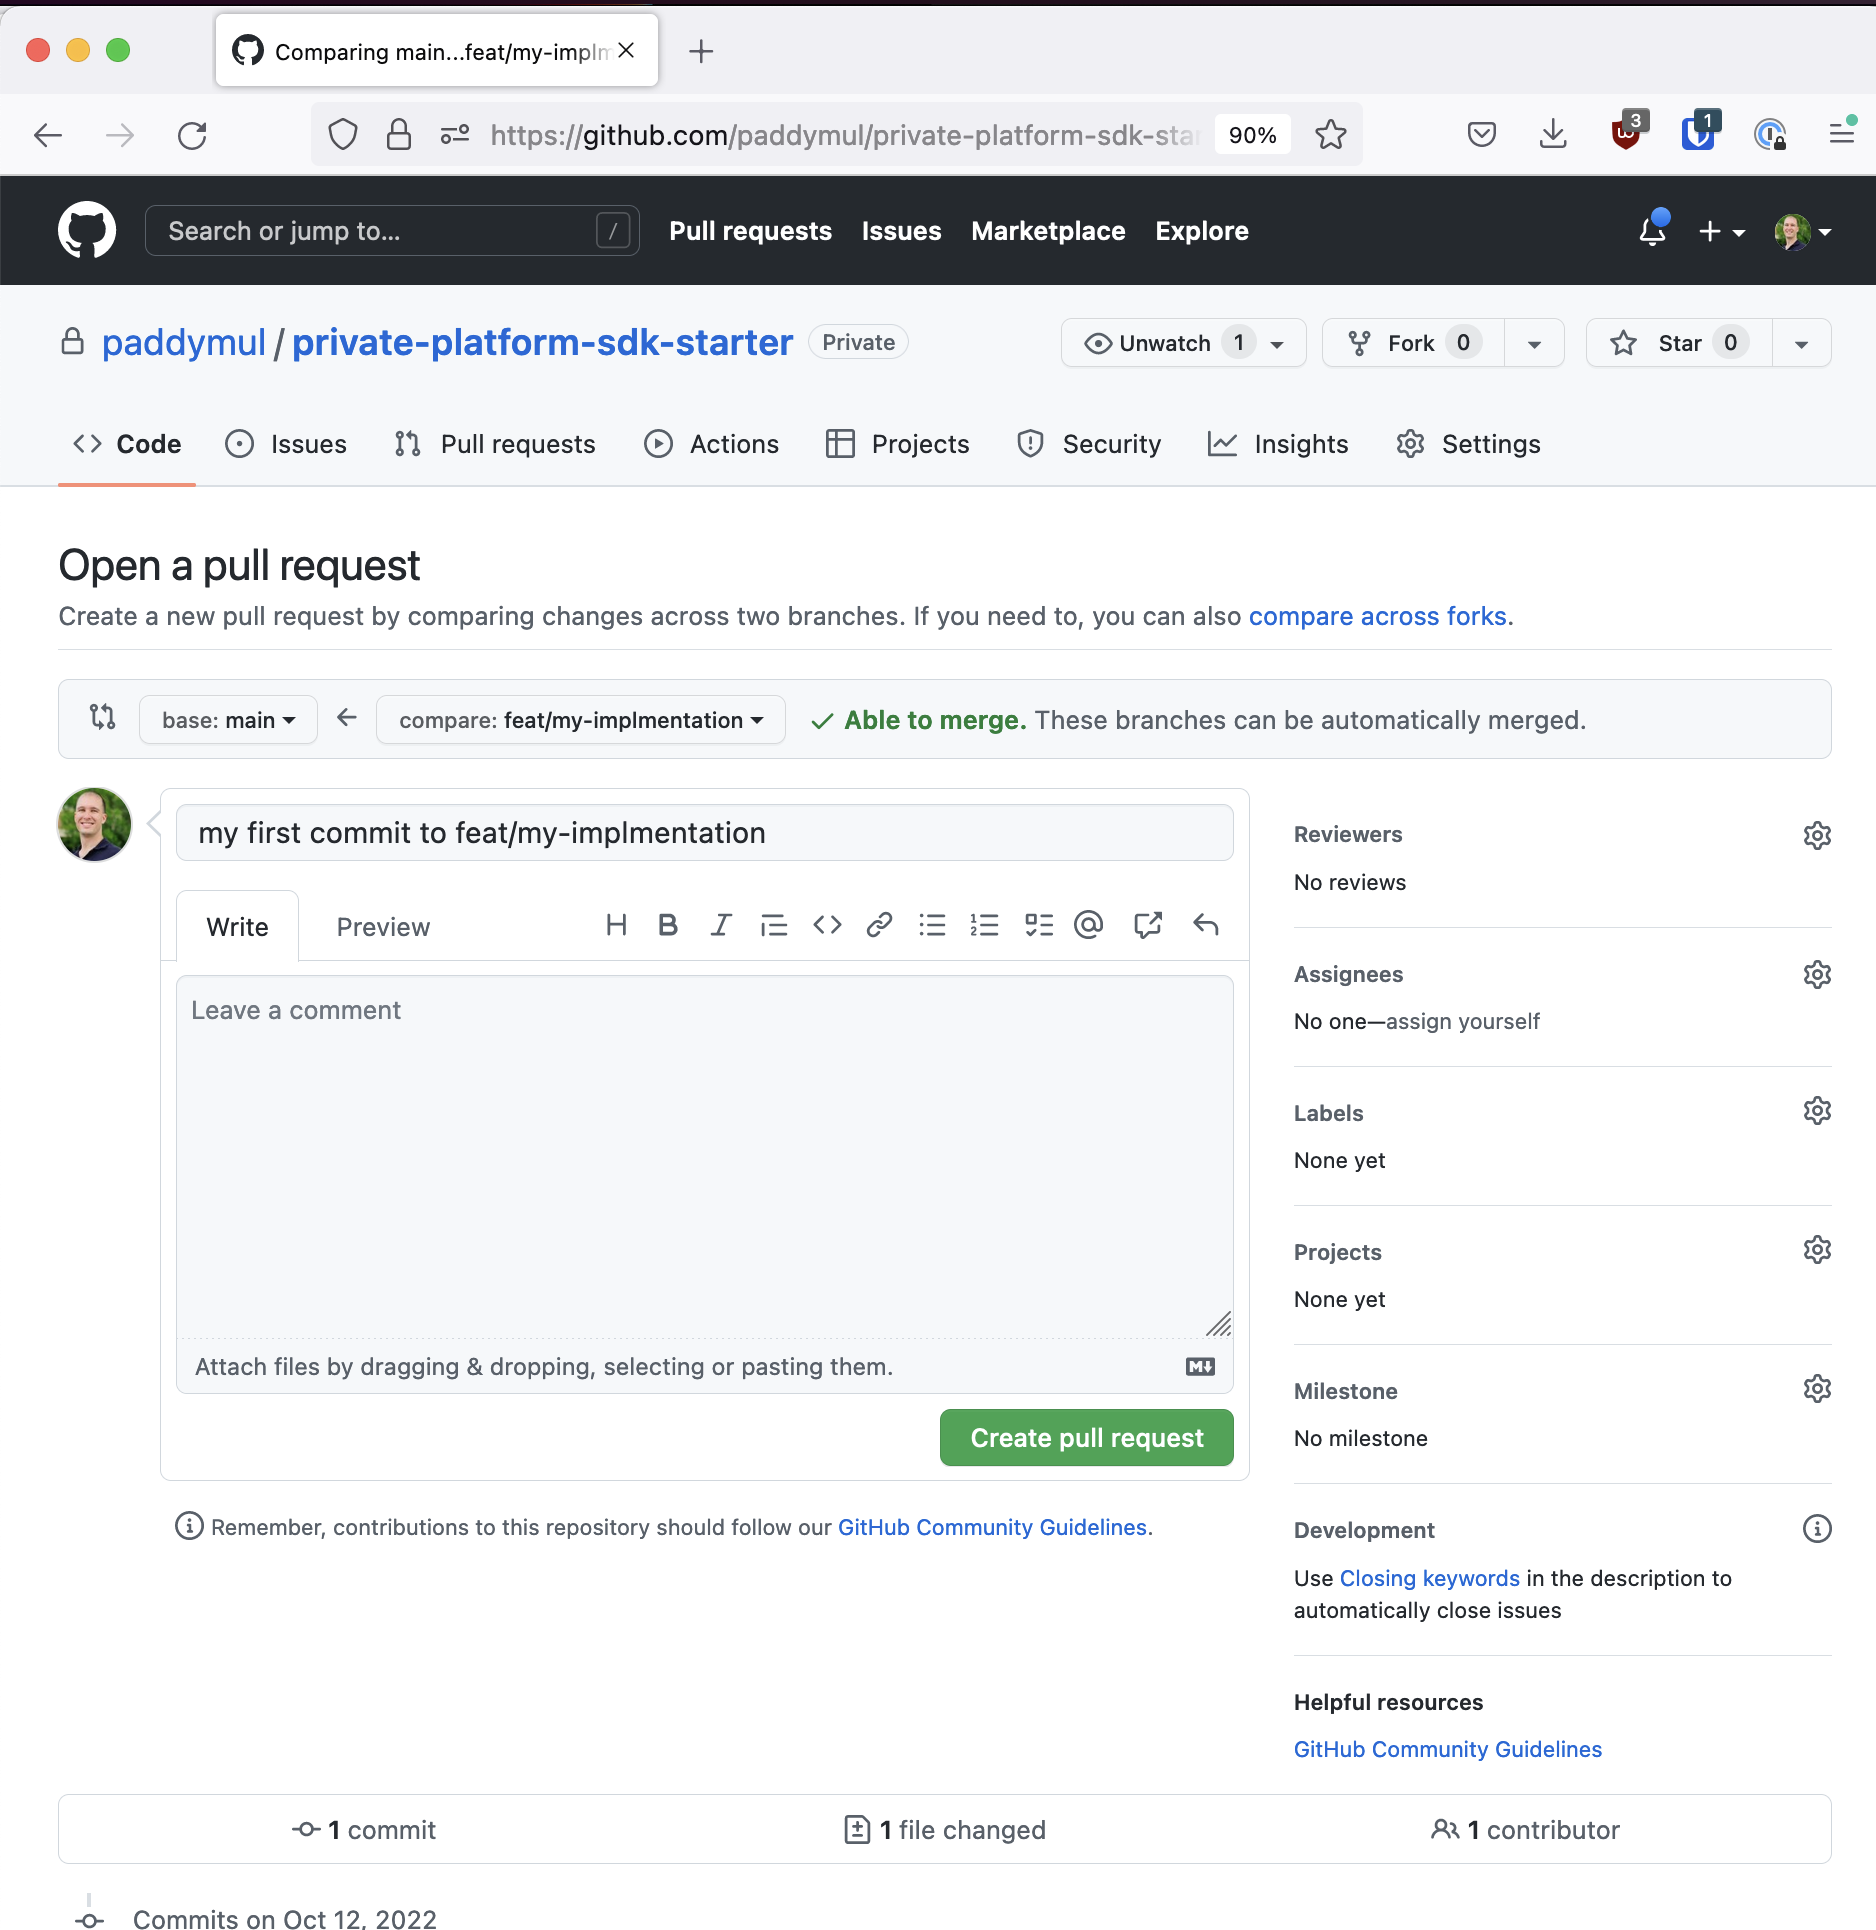 Comparing main...feat/my-implm
https://github.com/paddymul/private-platform-sdk-star 90% 3 1
Search or jump to... / Pull requests Issues Marketplace Explore
paddymul / private-platform-sdk-starter Private Unwatch 1 Fork 0 Star 0
Code Issues Pull requests Actions Projects Security Insights Settings
Open a pull request
Create a new pull request by comparing changes across two branches. If you need to, you can also compare across forks.
base: main compare: feat/my-implmentation Able to merge. These branches can be automatically merged.
my first commit to feat/my-implmentation
Write Preview
Leave a comment
Attach files by dragging & dropping, selecting or pasting them.
Create pull request
Remember, contributions to this repository should follow our GitHub Community Guidelines.
Reviewers
No reviews
Assignees
No one—assign yourself
Labels
None yet
Projects
None yet
Milestone
No milestone
Development
Use Closing keywords in the description to
automatically close issues
Helpful resources
GitHub Community Guidelines
1 commit 1 file changed 1 contributor
Commits on Oct 12, 2022